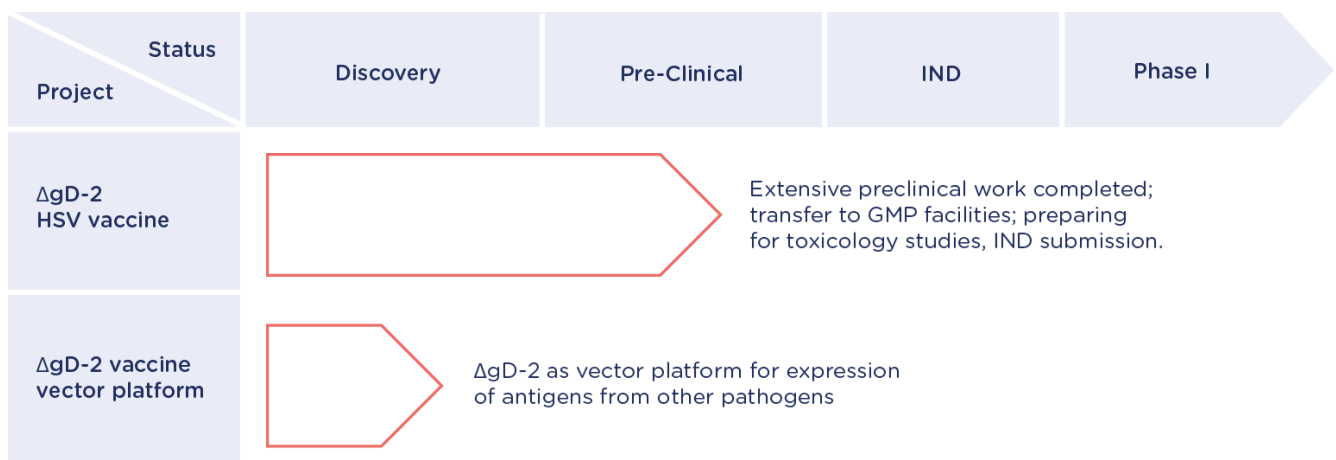 Status
Project
Discovery
Pre-Clinical
IND
Phase I
ΔgD-2
HSV vaccine
Extensive preclinical work completed;
transfer to GMP facilities; preparing
for toxicology studies, IND submission.
ΔgD-2 vaccine
vector platform
ΔgD-2 as vector platform for expression
of antigens from other pathogens